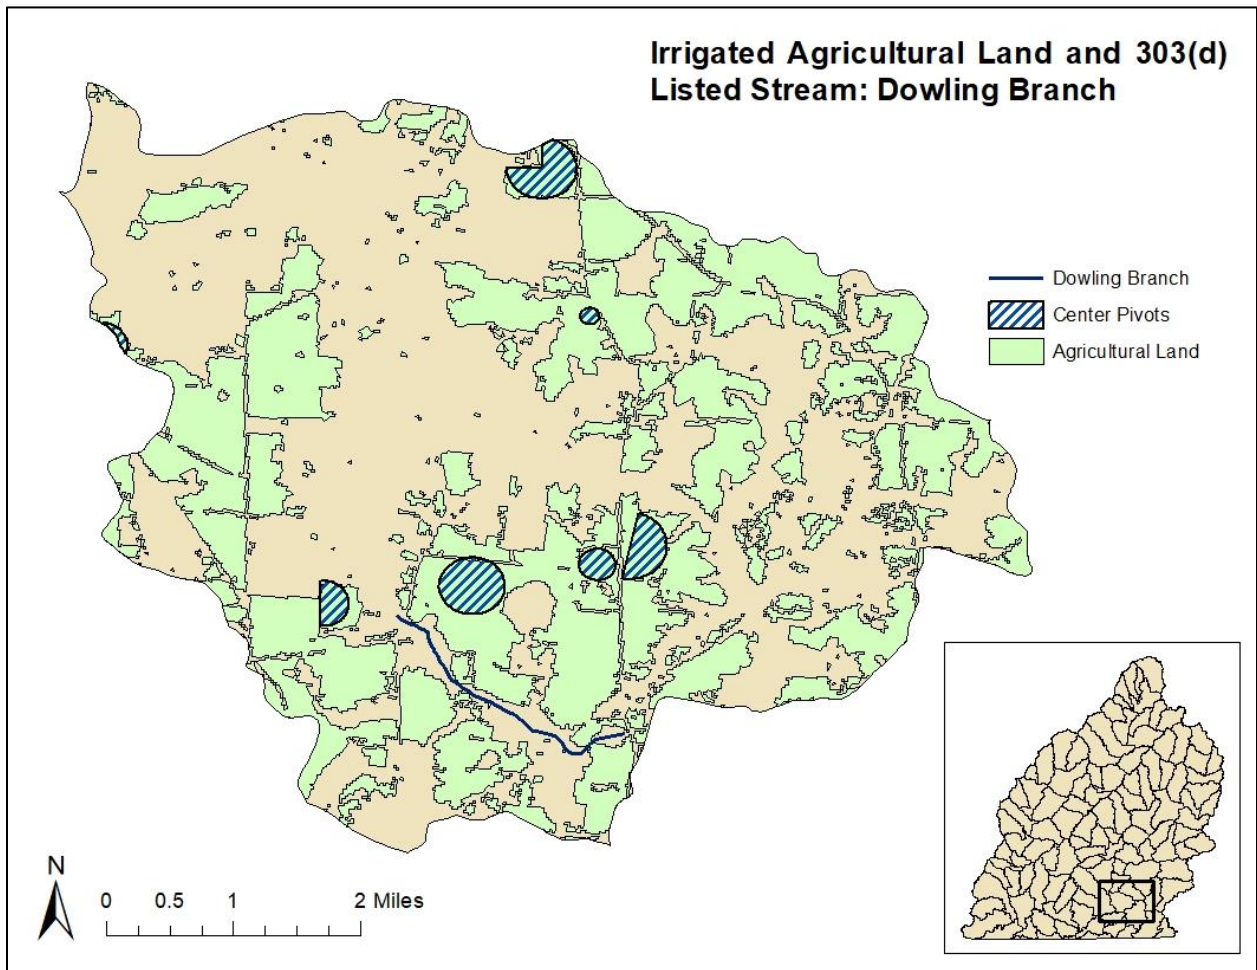 Irrigated Agricultural Land and 303(d)
Listed Stream: Dowling Branch
Dowling Branch
Center Pivots
Agricultural Land
N
0 0.5 1 2 Miles